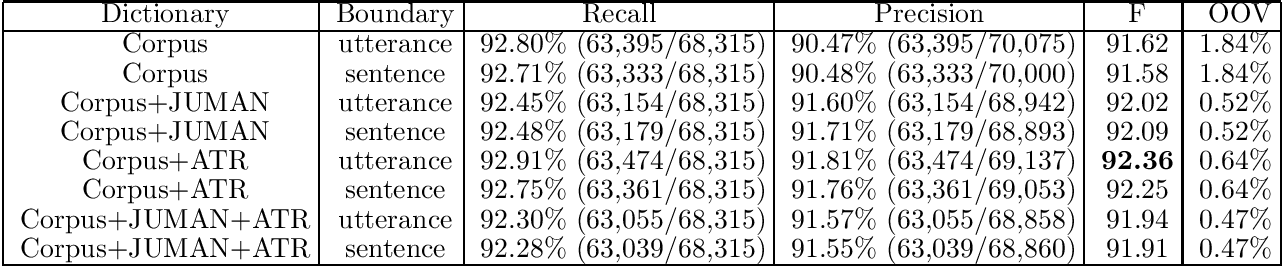 Dictionary Boundary Recall Precision F OOV
Corpus utterance 92.80% (63,395/68,315) 90.47% (63,395/70,075) 91.62 1.84%
Corpus sentence 92.71% (63,333/68,315) 90.48% (63,333/70,000) 91.58 1.84%
Corpus+JUMAN utterance 92.45% (63,154/68,315) 91.60% (63,154/68,942) 92.02 0.52%
Corpus+JUMAN sentence 92.48% (63,179/68,315) 91.71% (63,179/68,893) 92.09 0.52%
Corpus+ATR utterance 92.91% (63,474/68,315) 91.81% (63,474/69,137) 92.36 0.64%
Corpus+ATR sentence 92.75% (63,361/68,315) 91.76% (63,361/69,053) 92.25 0.64%
Corpus+JUMAN+ATR utterance 92.30% (63,055/68,315) 91.57% (63,055/68,858) 91.94 0.47%
Corpus+JUMAN+ATR sentence 92.28% (63,039/68,315) 91.55% (63,039/68,860) 91.91 0.47%